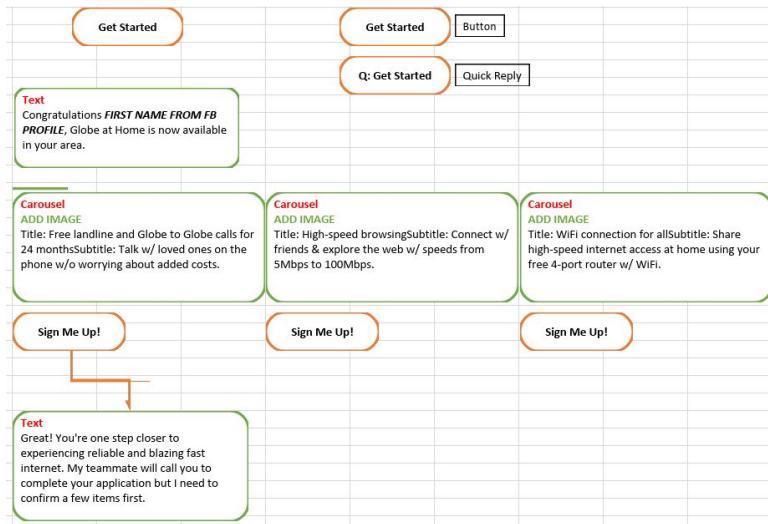 Get Started
Get Started
Button
Q: Get Started
Quick Reply
Text
Congratulations FIRST NAME FROM FB
PROFILE, Globe at Home is now available
in your area.
Carousel
ADD IMAGE
Title: Free landline and Globe to Globe calls for
24 monthsSubtitle: Talk w/ loved ones on the
phone w/o worrying about added costs.
Carousel
ADD IMAGE
Title: High-speed browsingSubtitle: Connect w/
friends & explore the web w/ speeds from
5Mbps to 100Mbps.
Carousel
ADD IMAGE
Title: WiFi connection for allSubtitle: Share
high-speed internet access at home using your
free 4-port router w/ WiFi.
Sign Me Up!
Sign Me Up!
Sign Me Up!
Text
Great! You're one step closer to
experiencing reliable and blazing fast
internet. My teammate will call you to
complete your application but I need to
confirm a few items first.